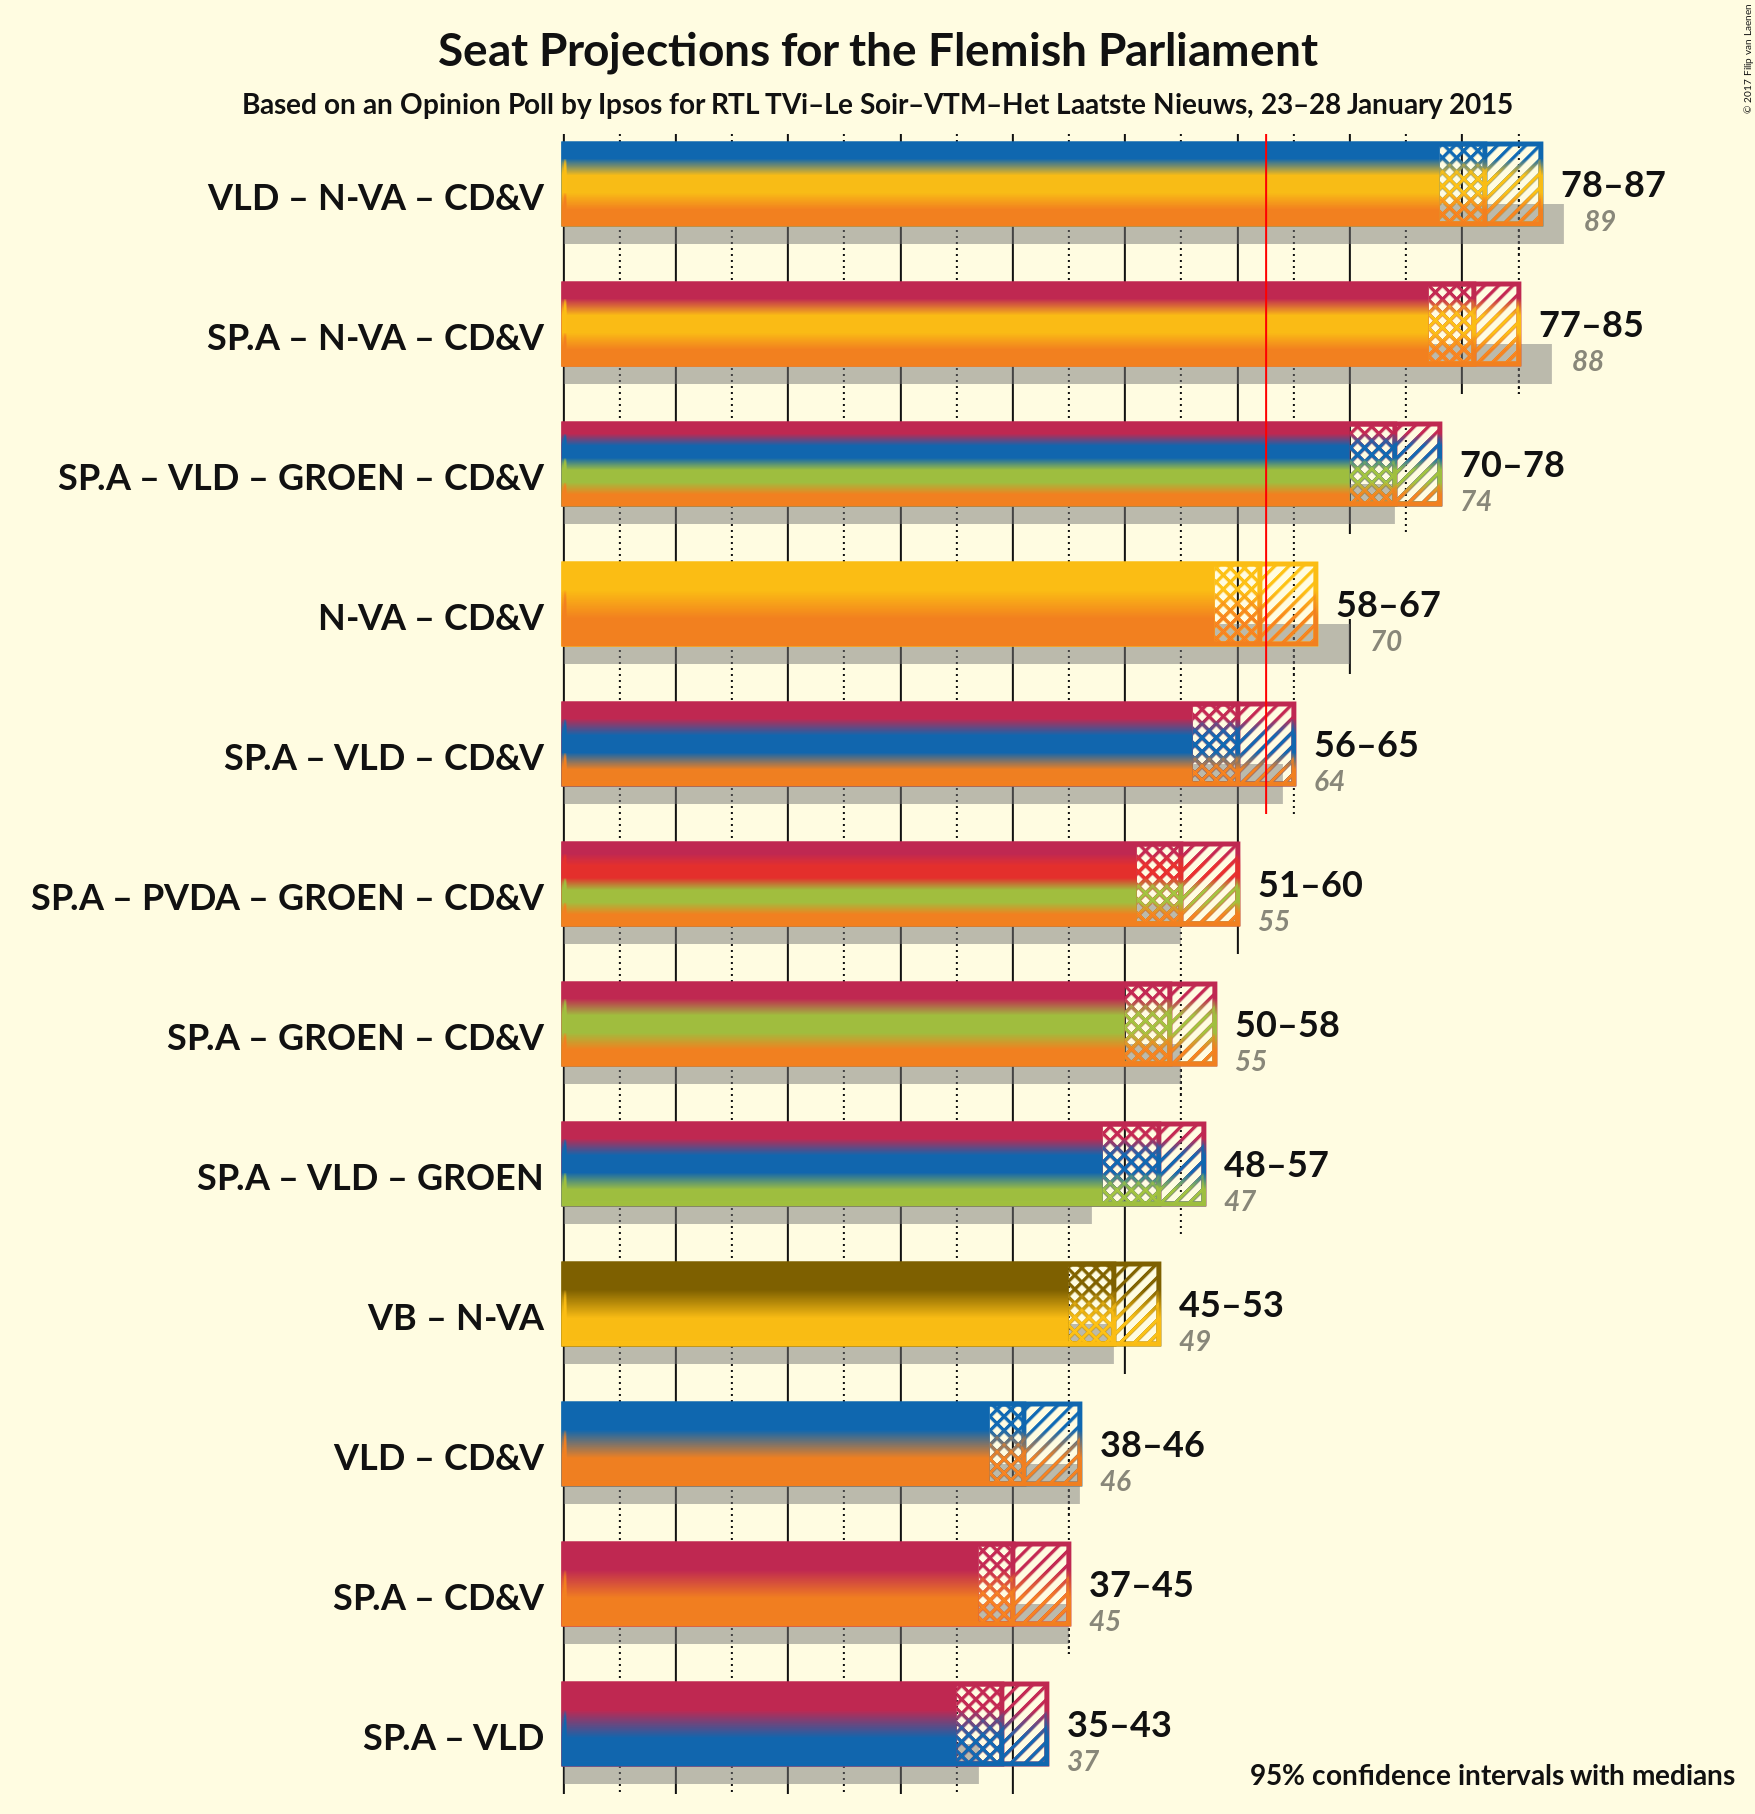 Seat Projections for the Flemish Parliament
Based on an Opinion Poll by Ipsos for RTL TVi–Le Soir–VTM–Het Laatste Nieuws, 23–28 January 2015
© 2017 Filip van Laenen
VLD – N-VA – CD&V
78–87
89
SP.A – N-VA – CD&V
77–85
88
SP.A – VLD – GROEN – CD&V
70–78
74
N-VA – CD&V
58–67
70
SP.A – VLD – CD&V
56–65
64
SP.A – PVDA – GROEN – CD&V
51–60
55
SP.A – GROEN – CD&V
50–58
55
SP.A – VLD – GROEN
48–57
47
VB – N-VA
45–53
49
VLD – CD&V
38–46
46
SP.A – CD&V
37–45
45
SP.A – VLD
35–43
37
95% confidence intervals with medians